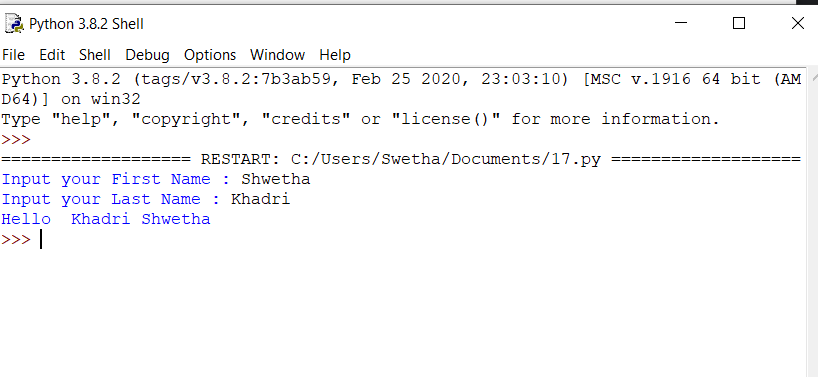 Python 3.8.2 Shell
File Edit Shell Debug Options Window Help
Python 3.8.2 (tags/v3.8.2:7b3ab59, Feb 25 2020, 23:03:10) [MSC v.1916 64 bit (AM
D64)] on win32
Type "help", "copyright", "credits" or "license()" for more information.
>>>
=================== RESTART: C:/Users/Swetha/Documents/17.py ===================
Input your First Name : Shwetha
Input your Last Name : Khadri
Hello  Khadri Shwetha
>>>